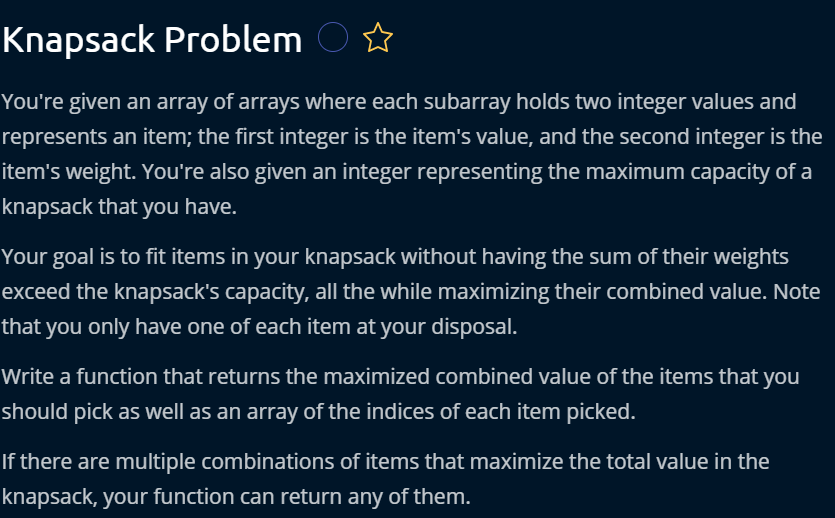 Knapsack Problem
You're given an array of arrays where each subarray holds two integer values and
represents an item; the first integer is the item's value, and the second integer is the
item's weight. You're also given an integer representing the maximum capacity of a
knapsack that you have.
Your goal is to fit items in your knapsack without having the sum of their weights
exceed the knapsack's capacity, all the while maximizing their combined value. Note
that you only have one of each item at your disposal.
Write a function that returns the maximized combined value of the items that you
should pick as well as an array of the indices of each item picked.
If there are multiple combinations of items that maximize the total value in the
knapsack, your function can return any of them.